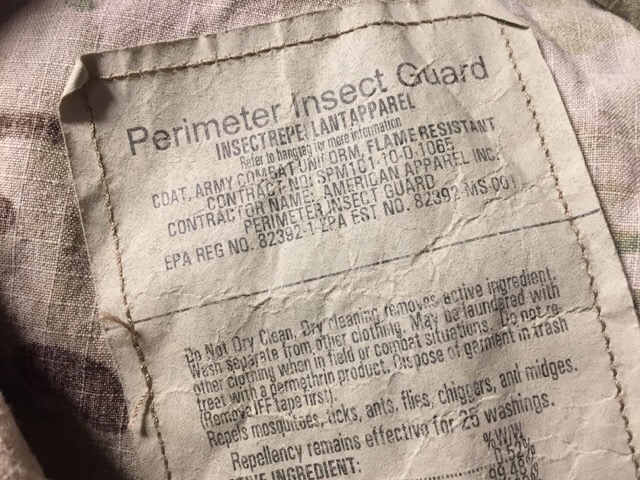 Perimeter Insect Guard
INSECT REPELLANT APPAREL
Refer to hangtag for more information
COAT, ARMY COMBAT UNIFORM, FLAME RESISTANT
CONTRACT NO. SPM1C1-10-D-1065
CONTRACTOR NAME: AMERICAN APPAREL INC.
PERIMETER INSECT GUARD
EPA REG NO. 82392-1 EPA EST NO. 82392-MS-001
Do Not Dry Clean. Dry cleaning removes active ingredient.
Wash separate from other clothing. May be laundered with
other clothing when in field or combat situations. Do not re-
treat with a permethrin product. Dispose of garment in trash
(Remove IFF tape first).
Repels mosquitoes, ticks, ants, flies, chiggers, and midges.
Repellency remains effective for 25 washings.
%W/W
ACTIVE INGREDIENT: 0.52%
99.48%